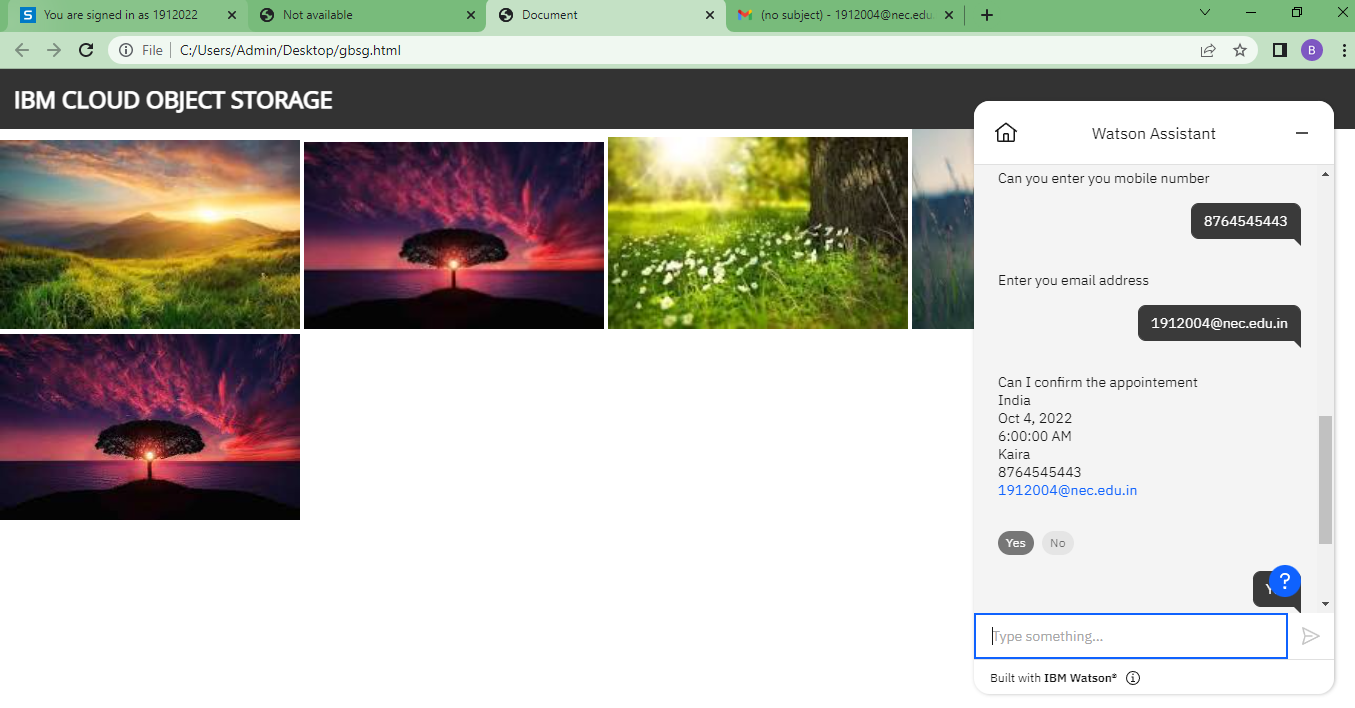 You are signed in as 1912022
Not available
Document
(no subject) - 1912004@nec.edu.
File
C:/Users/Admin/Desktop/gbsg.html
B
IBM CLOUD OBJECT STORAGE
Watson Assistant
Can you enter you mobile number
8764545443
Enter you email address
1912004@nec.edu.in
Can I confirm the appointement
India
Oct 4, 2022
6:00:00 AM
Kaira
8764545443
1912004@nec.edu.in
Yes
No
?
Type something...
Built with IBM Watson®